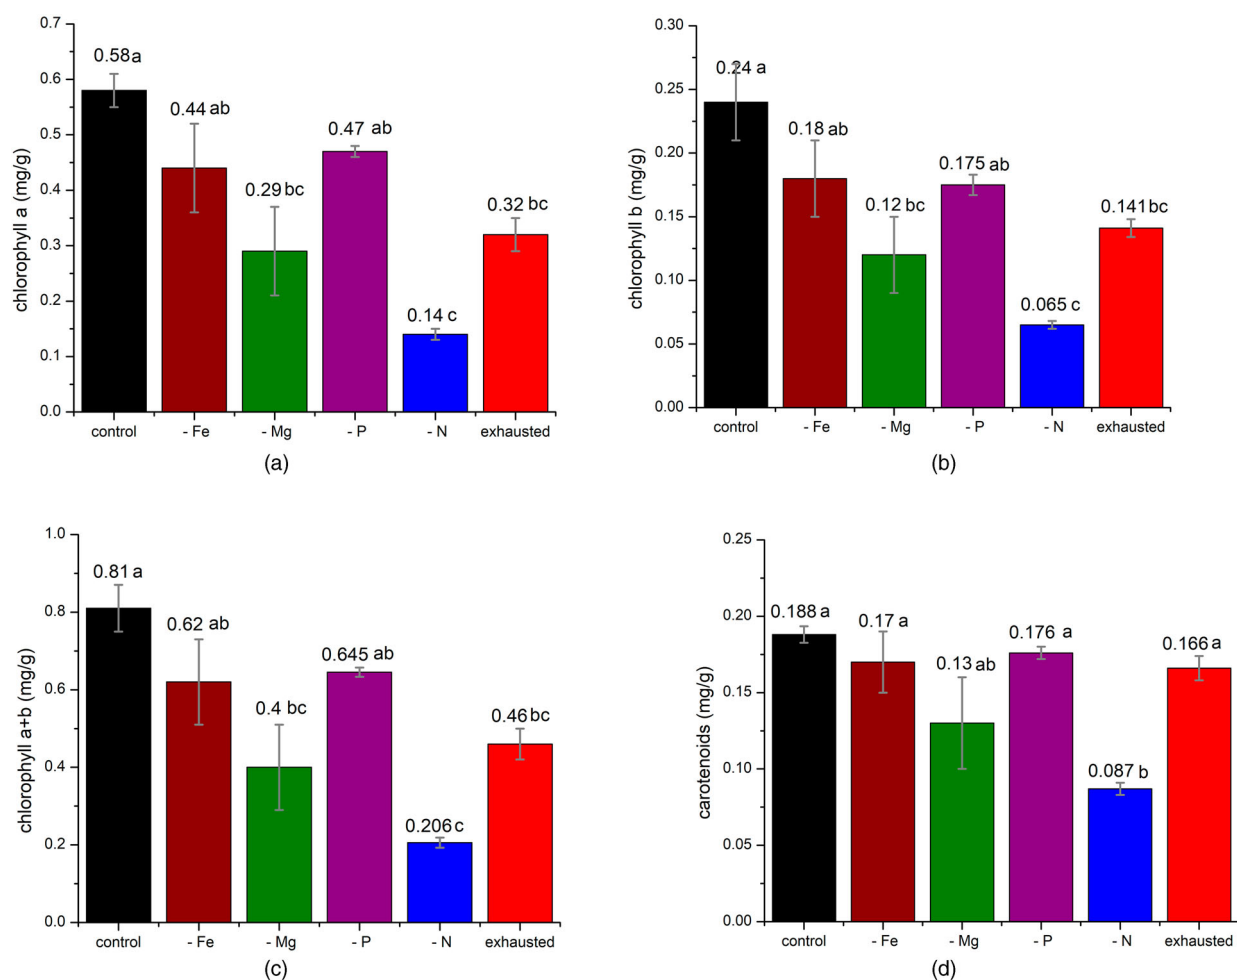 chlorophyll a (mg/g)
0.7
0.6
0.5
0.4
0.3
0.2
0.1
0.0
0.58a
0.44 ab
0.29 bc
0.47 ab
0.14 c
0.32 bc
control - Fe - Mg - P - N exhausted
(a)
chlorophyll b (mg/g)
0.30
0.25
0.20
0.15
0.10
0.05
0.00
0.24 a
0.18 ab
0.12 bc
0.175 ab
0.065 c
0.141 bc
control - Fe - Mg - P - N exhausted
(b)
chlorophyll a+b (mg/g)
1.0
0.8
0.6
0.4
0.2
0.0
0.81 a
0.62 ab
0.4 bc
0.645 ab
0.206 c
0.46 bc
control - Fe - Mg - P - N exhausted
(c)
carotenoids (mg/g)
0.25
0.20
0.15
0.10
0.05
0.00
0.188 a
0.17 a
0.13 ab
0.176 a
0.087 b
0.166 a
control - Fe - Mg - P - N exhausted
(d)